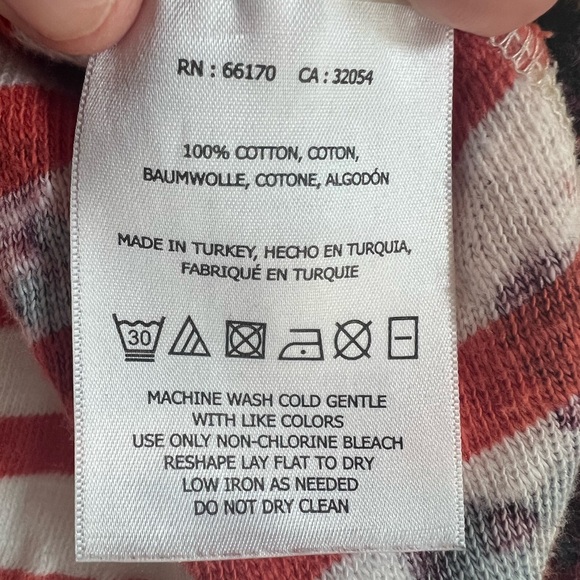 RN : 66170 CA : 32054
100% COTTON, COTON,
BAUMWOLLE, COTONE, ALGODÓN
MADE IN TURKEY, HECHO EN TURQUIA,
FABRIQUÉ EN TURQUIE
30
MACHINE WASH COLD GENTLE
WITH LIKE COLORS
USE ONLY NON-CHLORINE BLEACH
RESHAPE LAY FLAT TO DRY
LOW IRON AS NEEDED
DO NOT DRY CLEAN